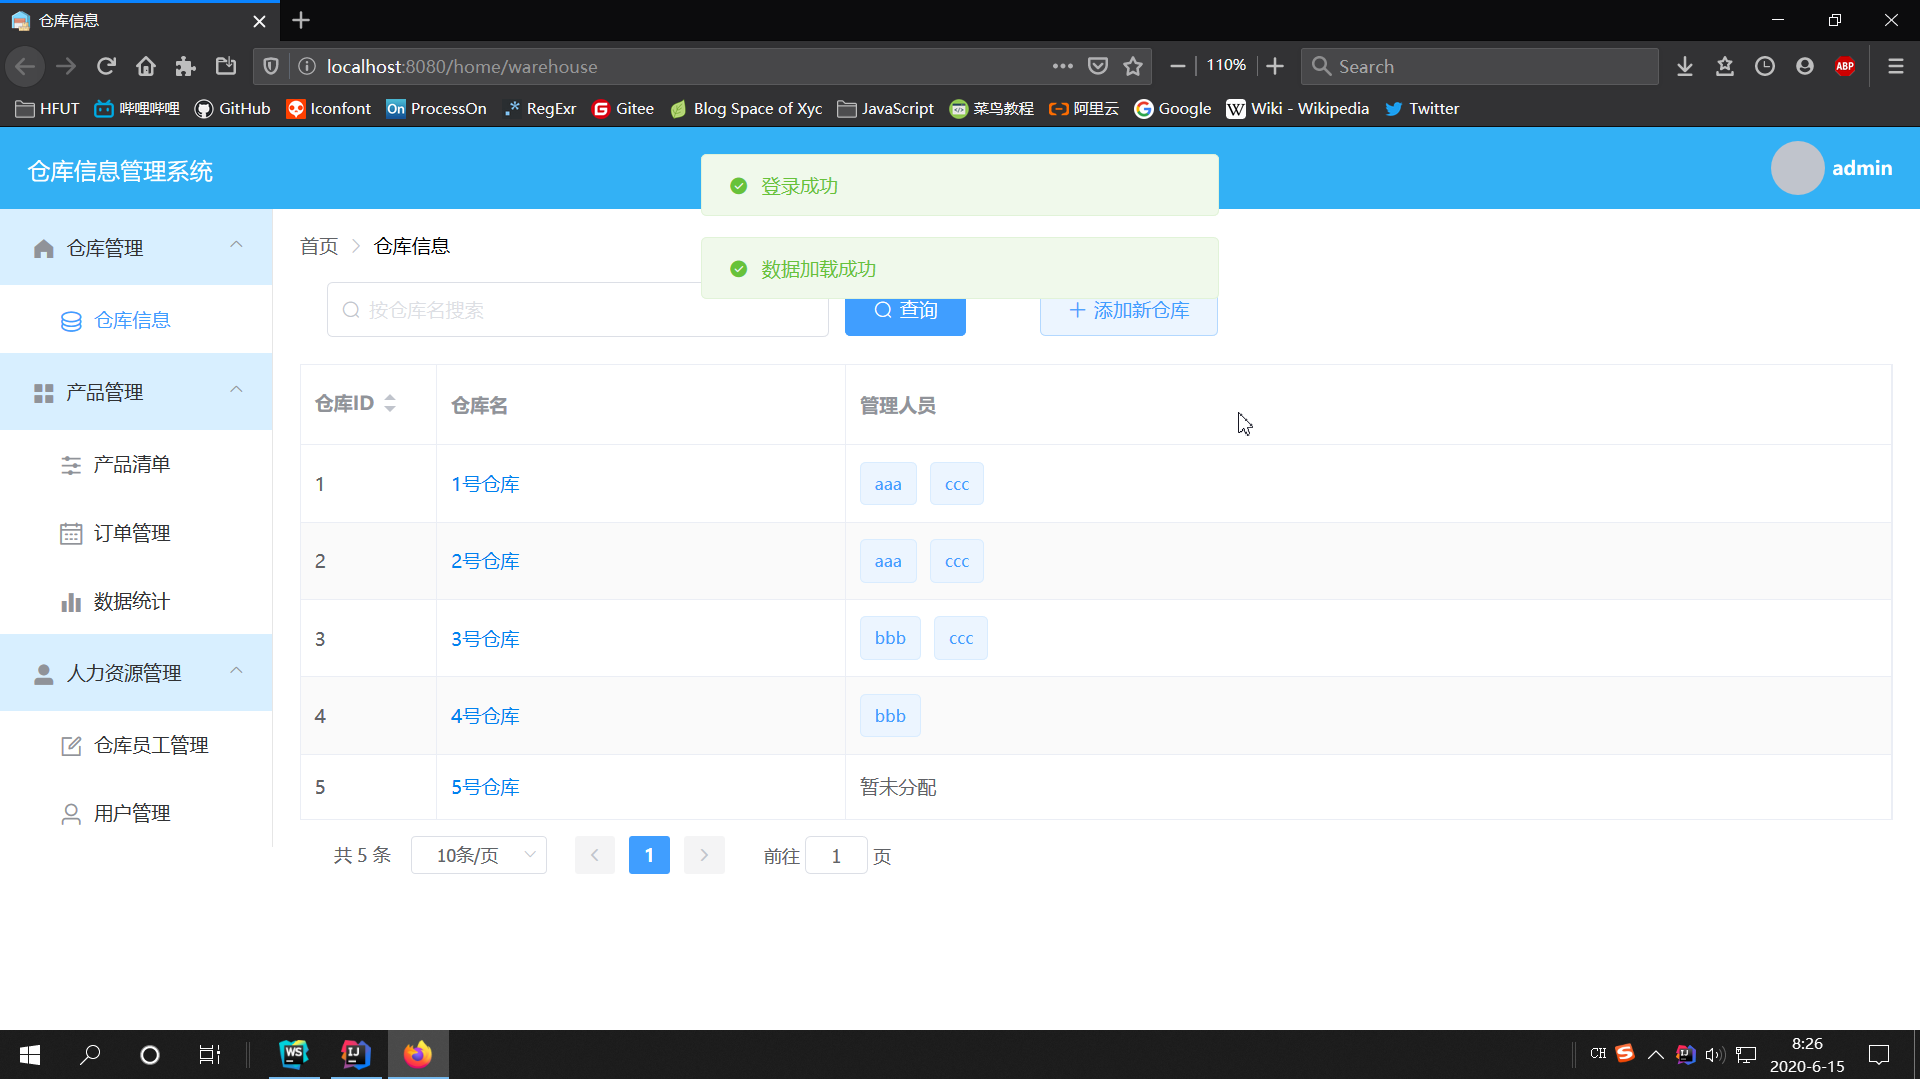 仓库信息
localhost:8080/home/warehouse
110%
Search
ABP
HFUT
哔哩哔哩
GitHub
Iconfont
On ProcessOn
RegExr
Gitee
Blog Space of Xyc
JavaScript
菜鸟教程
阿里云
Google
W Wiki - Wikipedia
Twitter
仓库信息管理系统
admin
登录成功
数据加载成功
仓库管理
仓库信息
产品管理
产品清单
订单管理
数据统计
人力资源管理
仓库员工管理
用户管理
首页 仓库信息
按仓库名搜索
查询
添加新仓库
仓库ID 仓库名 管理人员
1 1号仓库 aaa ccc
2 2号仓库 aaa ccc
3 3号仓库 bbb ccc
4 4号仓库 bbb
5 5号仓库 暂未分配
共 5 条 10条/页 1 前往 1 页
WS
IJ
CH
S
IJ
8:26
2020-6-15